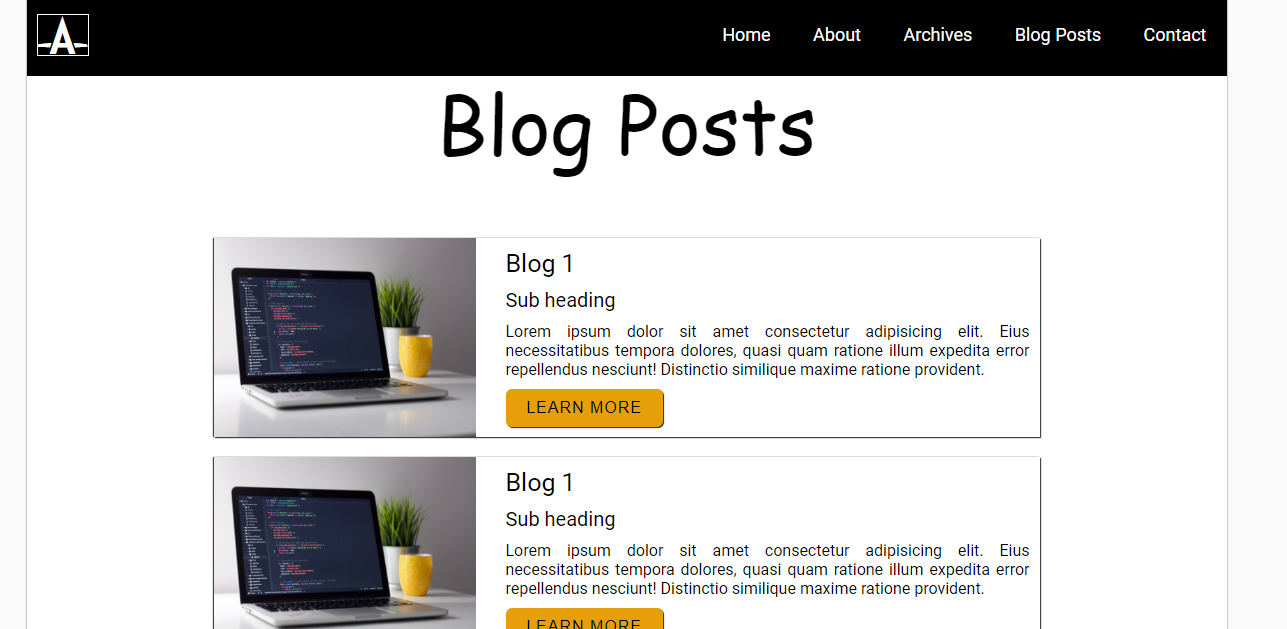 A
Home About Archives Blog Posts Contact
Blog Posts
Blog 1
Sub heading
Lorem ipsum dolor sit amet consectetur adipisicing elit. Eius
necessitatibus tempora dolores, quasi quam ratione illum expedita error
repellendus nesciunt! Distinctio similique maxime ratione provident.
LEARN MORE
Blog 1
Sub heading
Lorem ipsum dolor sit amet consectetur adipisicing elit. Eius
necessitatibus tempora dolores, quasi quam ratione illum expedita error
repellendus nesciunt! Distinctio similique maxime ratione provident.
LEARN MORE